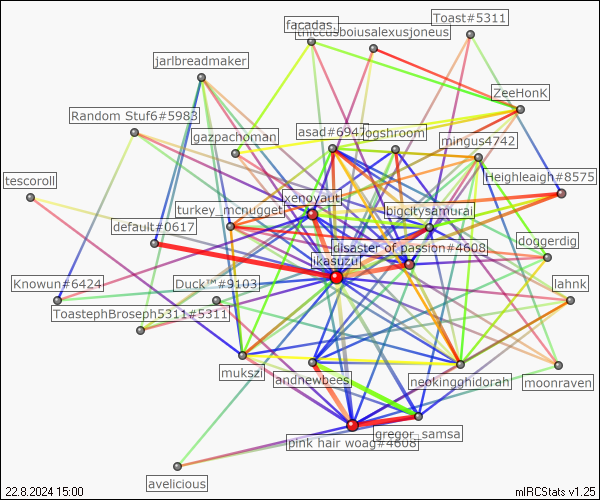 Toast#5311
facadas.
thiccusboiusalexusjoneus
jarlbreadmaker
ZeeHonK
Random Stuf6#5983
asad#6947
ogshroom
gazpachoman
mingus4742
tescoroll
Heighleaigh#8575
xenoyaut
turkey_mcnugget
bigcitysamurai
default#0617
disaster of passion#4608
doggerdig
ikasuzu
Knowun#6424
Duck™#9103
lahnk
ToastephBroseph5311#5311
mukszi
andnewbees
neokingghidorah
moonraven
gregor_samsa
pink hair woag#4608
avelicious
22.8.2024 15:00
mIRCStats v1.25